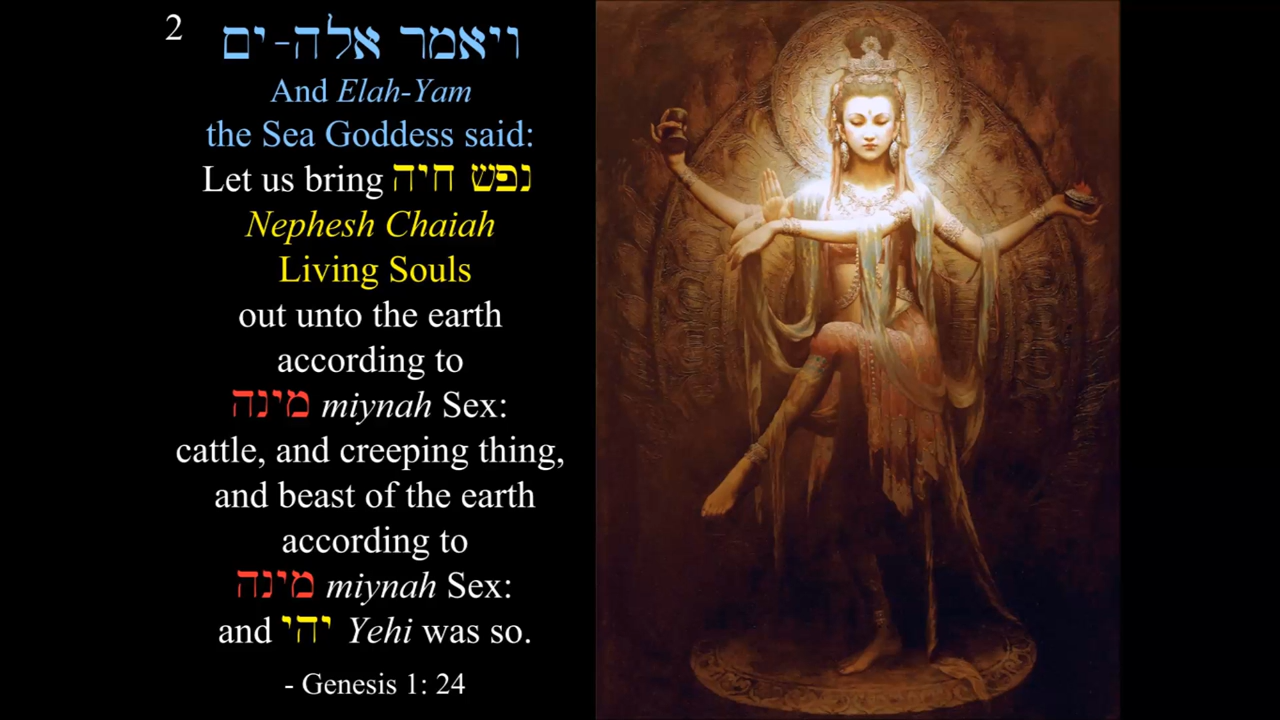 2
ויאמר אלה-ים
And Elah-Yam
the Sea Goddess said:
Let us bring נפש חיה
Nephesh Chaiah
Living Souls
out unto the earth
according to
מינה miynah Sex:
cattle, and creeping thing,
and beast of the earth
according to
מינה miynah Sex:
and יהי Yehi was so.
- Genesis 1: 24